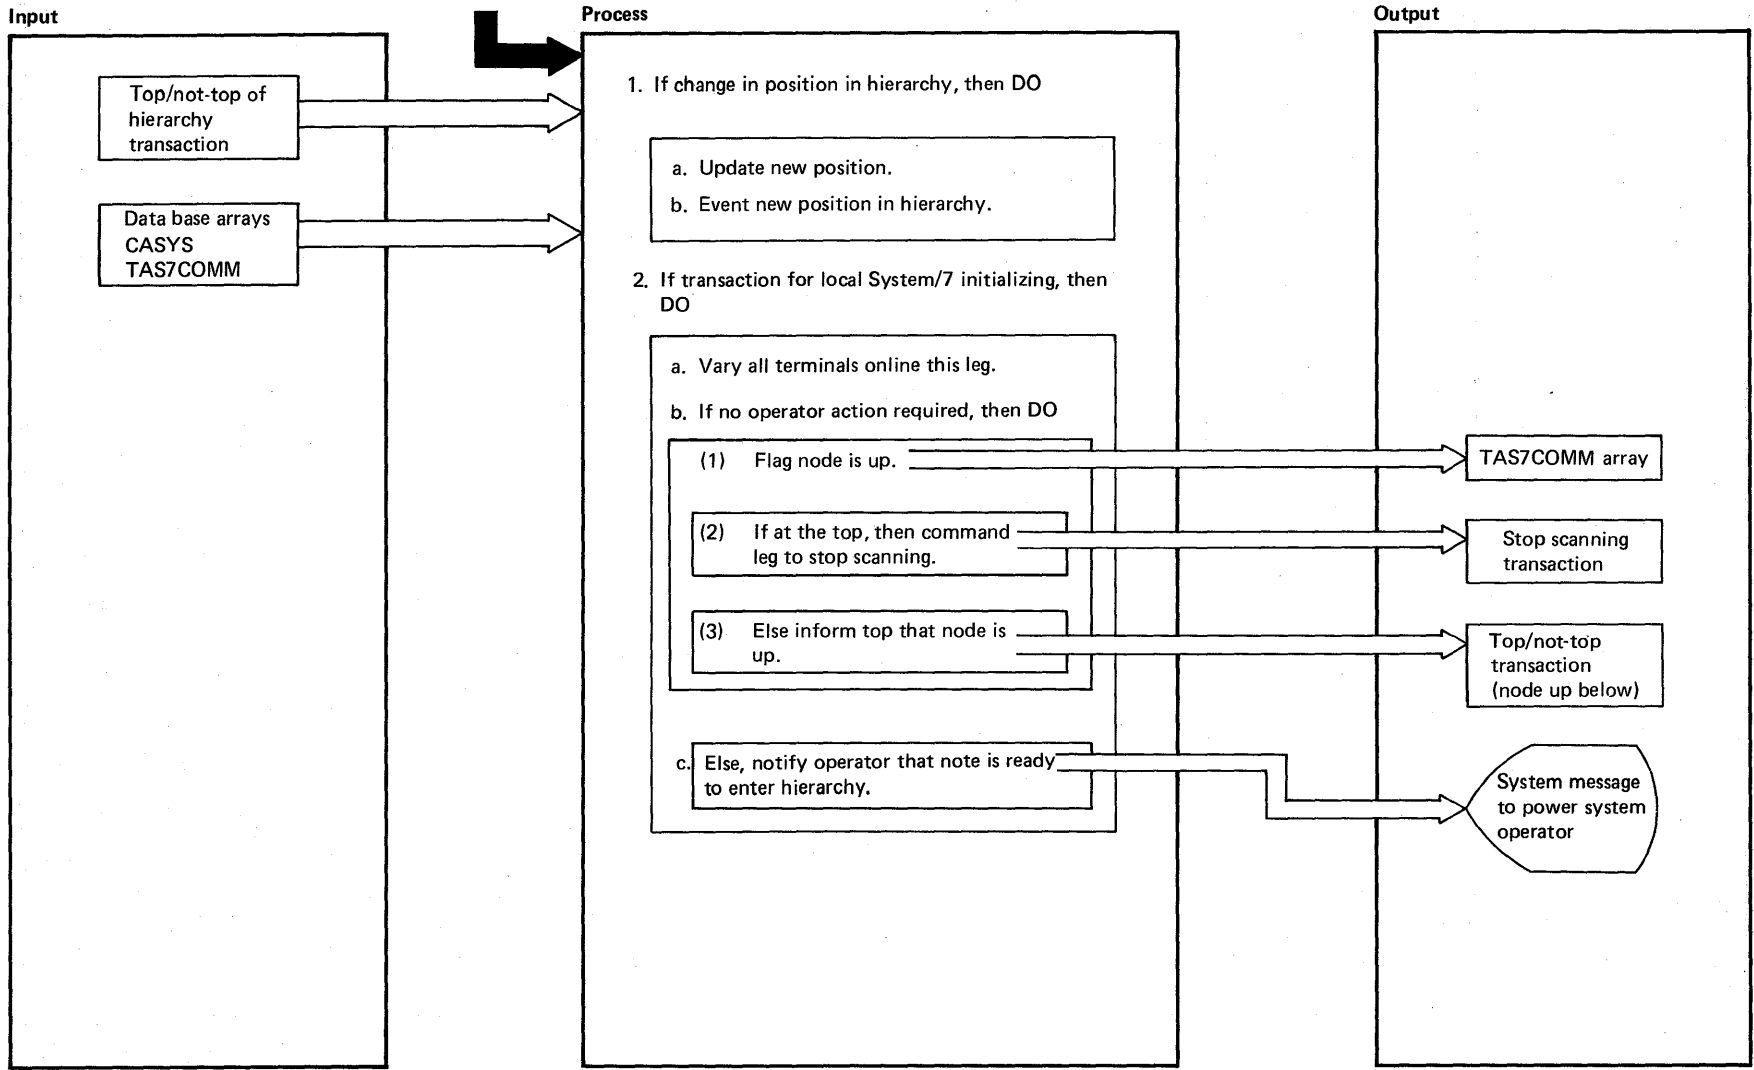 Input
Process
Output
Top/not-top of
hierarchy
transaction
Data base arrays
CASYS
TAS7COMM
1. If change in position in hierarchy, then DO
a. Update new position.
b. Event new position in hierarchy.
2. If transaction for local System/7 initializing, then
DO
a. Vary all terminals online this leg.
b. If no operator action required, then DO
(1) Flag node is up.
(2) If at the top, then command
leg to stop scanning.
(3) Else inform top that node is
up.
c. Else, notify operator that note is ready
to enter hierarchy.
TAS7COMM array
Stop scanning
transaction
Top/not-top
transaction
(node up below)
System message
to power system
operator